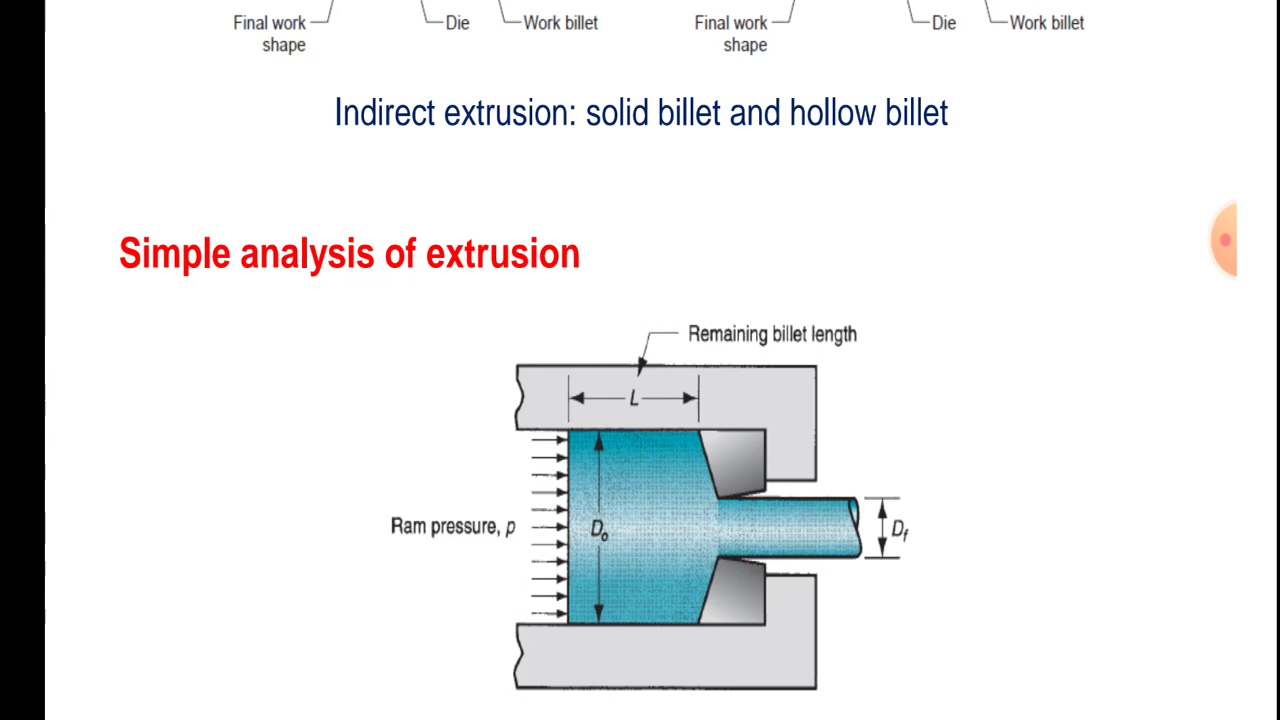 Final work shape
Die
Work billet
Final work shape
Die
Work billet
Indirect extrusion: solid billet and hollow billet
Simple analysis of extrusion
Remaining billet length
L
Ram pressure, p
Do
Df